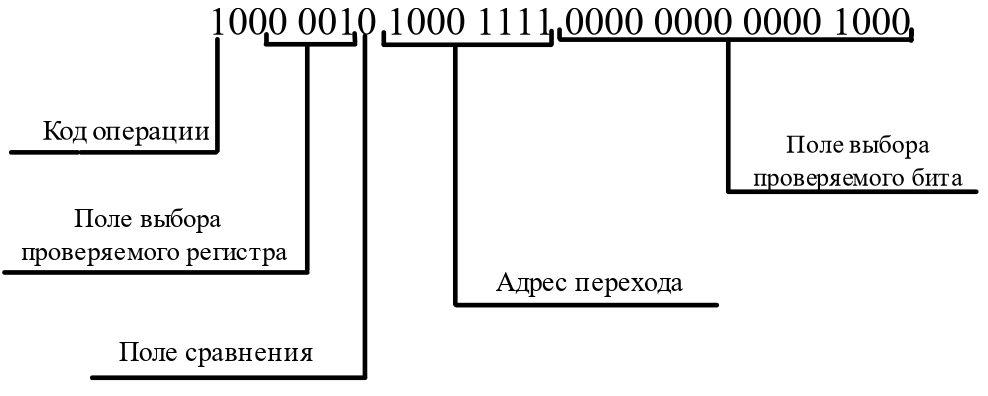 1000 0010 1000 1111 0000 0000 0000 1000
Код операции
Поле выбора
проверяемого бита
Поле выбора
проверяемого регистра
Адрес перехода
Поле сравнения